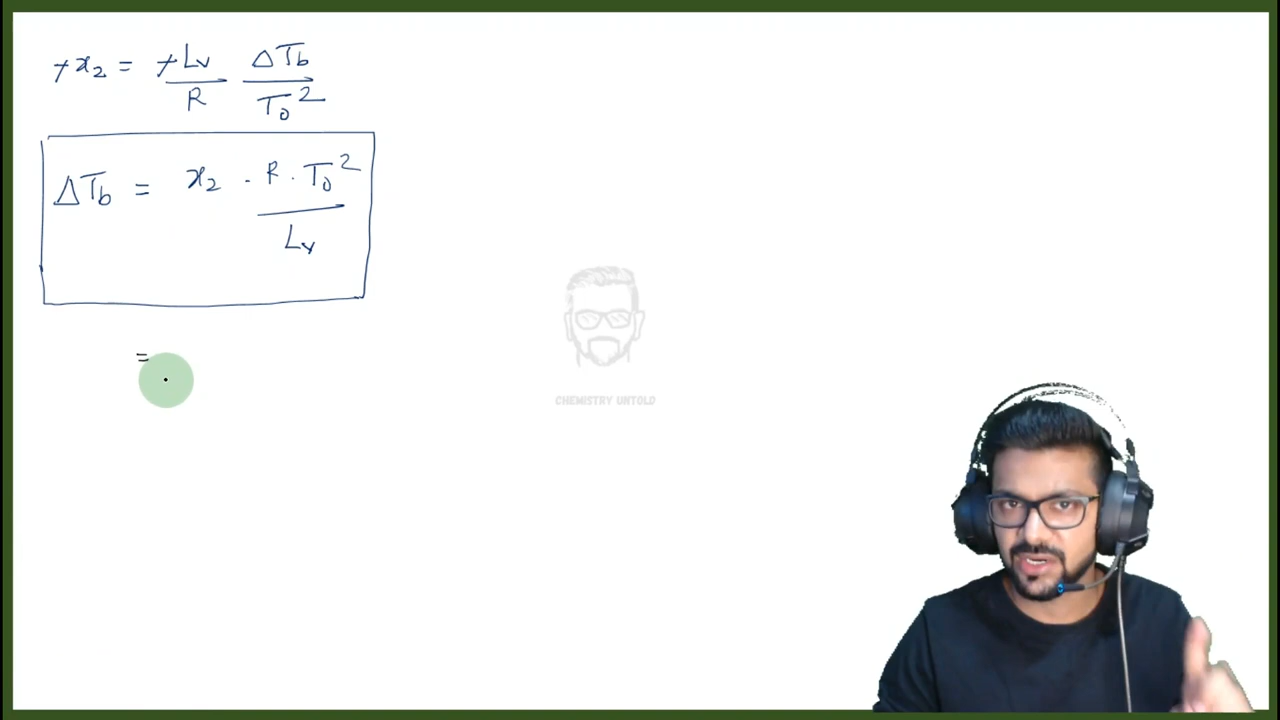 -x₂ = -Lv/R ΔTb/T₀²
ΔTb = x₂ · R · T₀²/Lv
=
CHEMISTRY UNTOLD